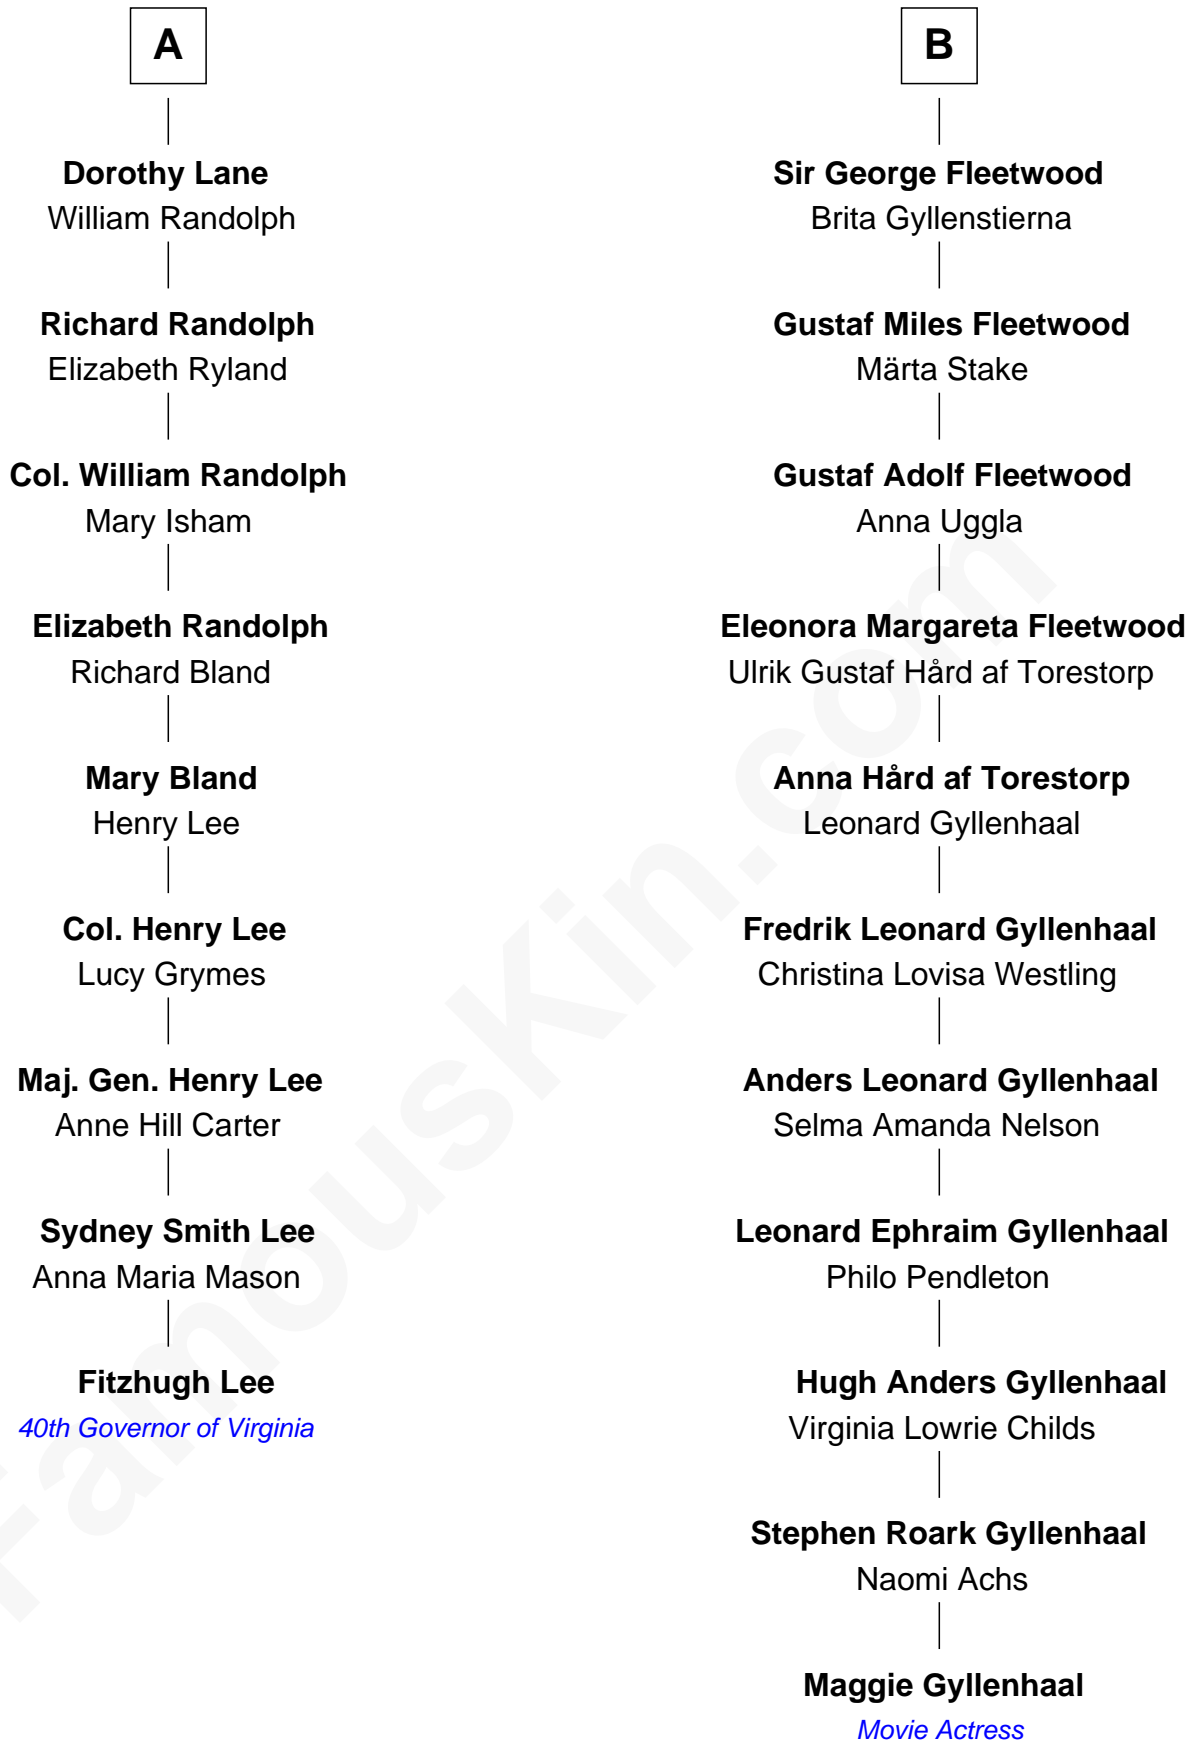 A
Dorothy Lane
William Randolph
Richard Randolph
Elizabeth Ryland
Col. William Randolph
Mary Isham
Elizabeth Randolph
Richard Bland
Mary Bland
Henry Lee
Col. Henry Lee
Lucy Grymes
Maj. Gen. Henry Lee
Anne Hill Carter
Sydney Smith Lee
Anna Maria Mason
Fitzhugh Lee
40th Governor of Virginia
B
Sir George Fleetwood
Brita Gyllenstierna
Gustaf Miles Fleetwood
Märta Stake
Gustaf Adolf Fleetwood
Anna Uggla
Eleonora Margareta Fleetwood
Ulrik Gustaf Hård af Torestorp
Anna Hård af Torestorp
Leonard Gyllenhaal
Fredrik Leonard Gyllenhaal
Christina Lovisa Westling
Anders Leonard Gyllenhaal
Selma Amanda Nelson
Leonard Ephraim Gyllenhaal
Philo Pendleton
Hugh Anders Gyllenhaal
Virginia Lowrie Childs
Stephen Roark Gyllenhaal
Naomi Achs
Maggie Gyllenhaal
Movie Actress
FamousKin.com